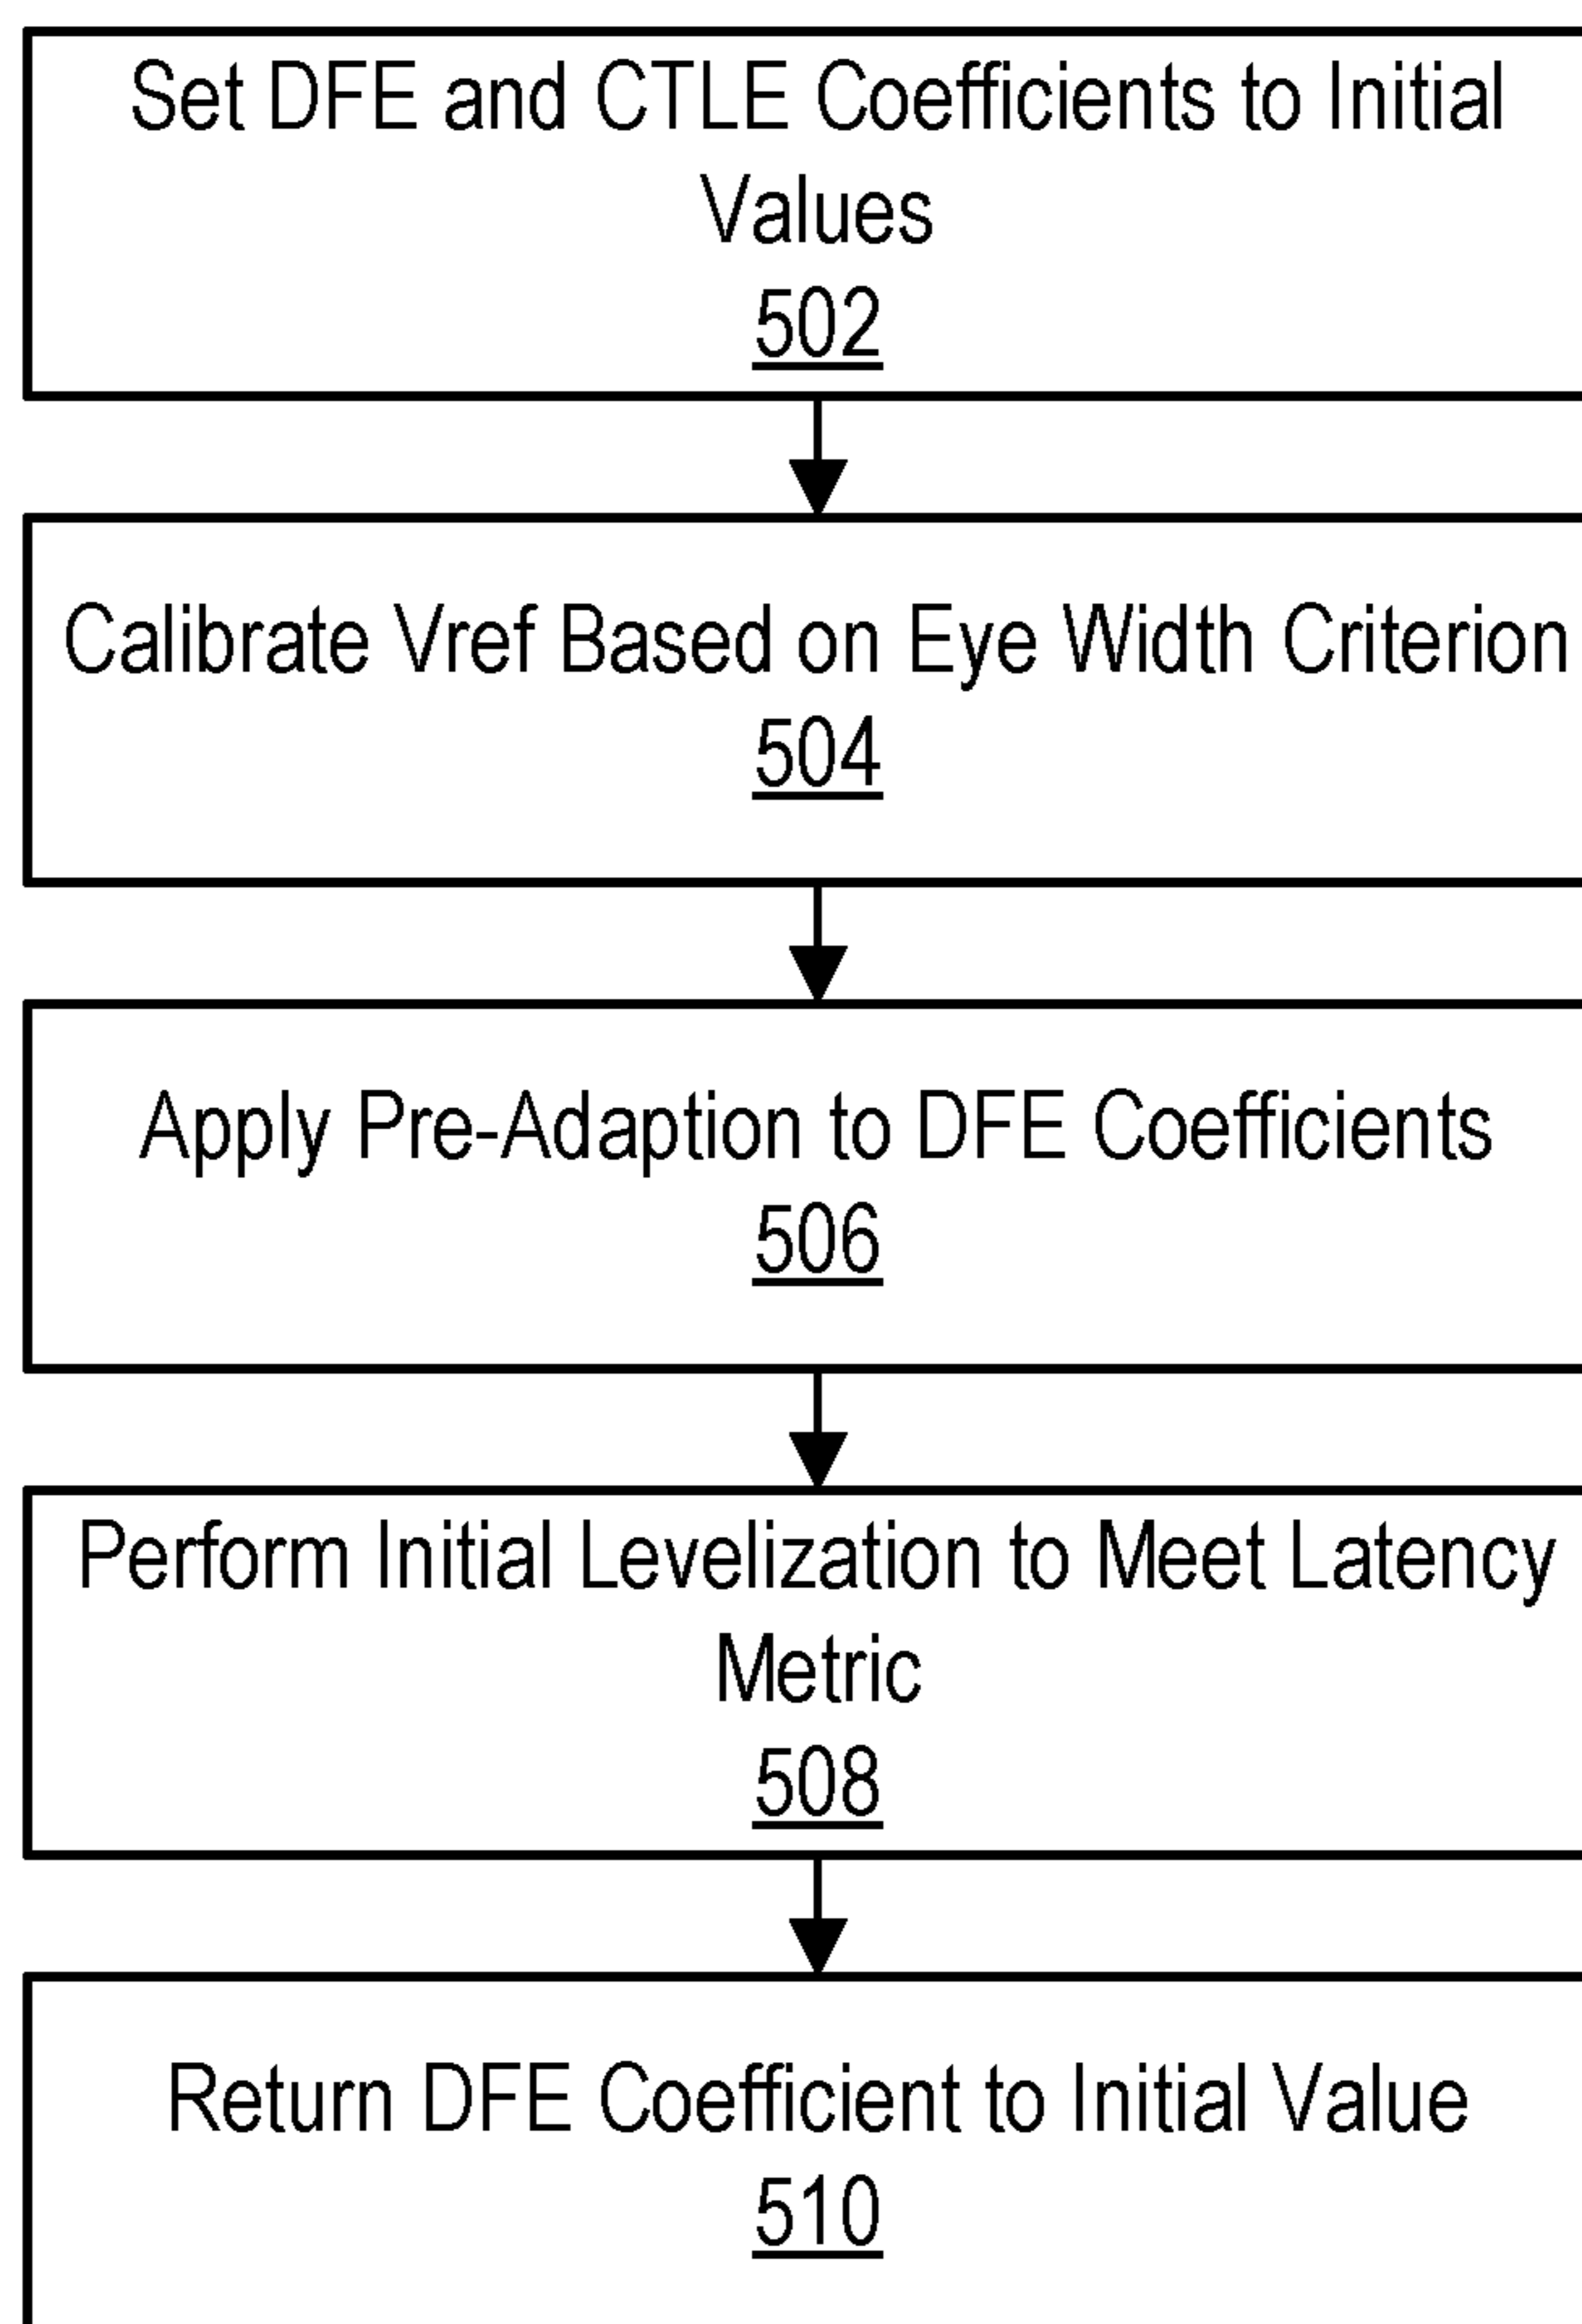 Set DFE and CTLE Coefficients to Initial
Values
502
Calibrate Vref Based on Eye Width Criterion
504
Apply Pre-Adaption to DFE Coefficients
506
Perform Initial Levelization to Meet Latency
Metric
508
Return DFE Coefficient to Initial Value
510